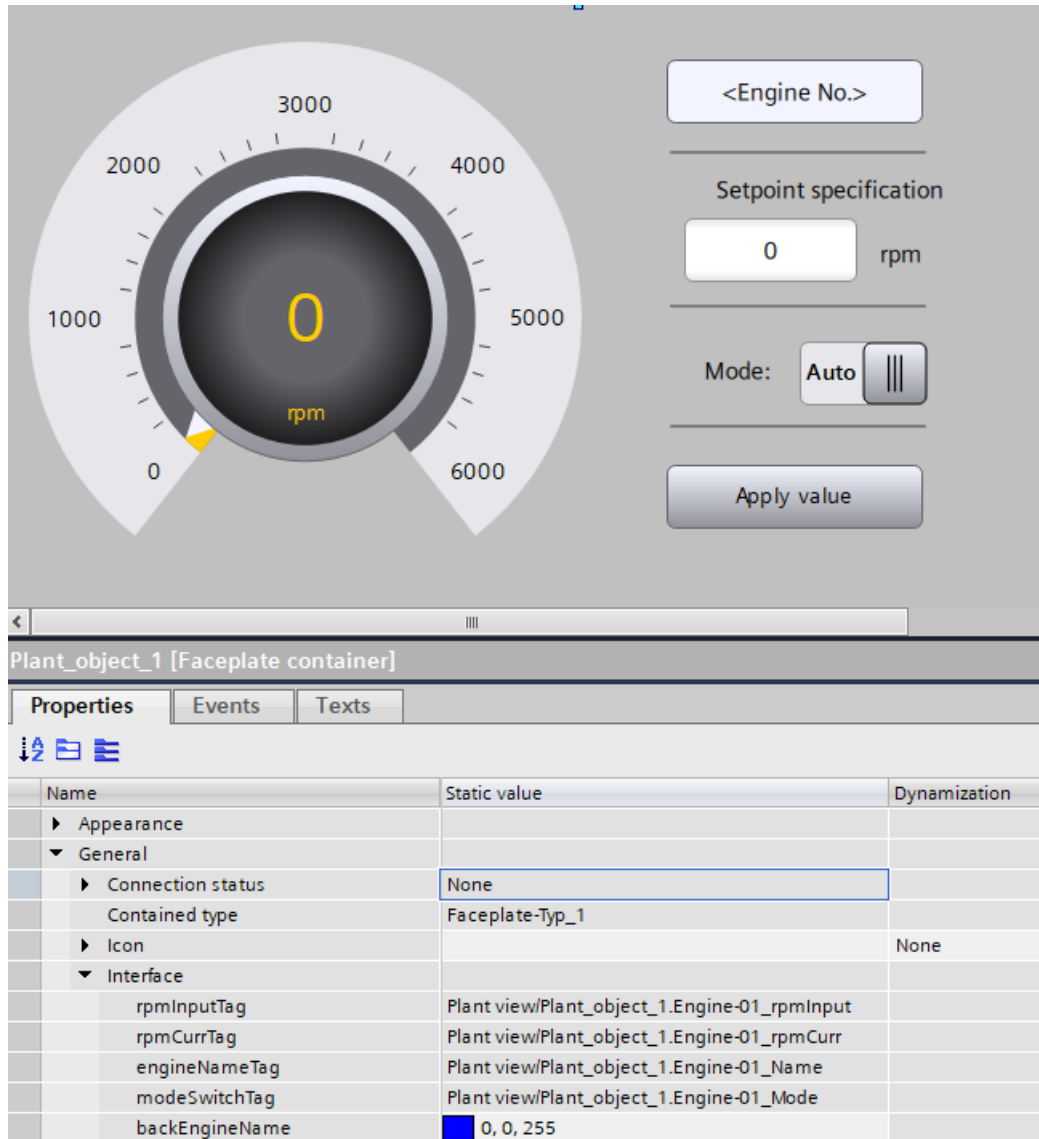 3000
2000
4000
1000
5000
0
rpm
0
6000
<Engine No.>
Setpoint specification
0
rpm
Mode:
Auto
Apply value
Plant_object_1 [Faceplate container]
Properties Events Texts
Name Static value Dynamization
Appearance
General
Connection status None
Contained type Faceplate-Typ_1
Icon None
Interface
rpmInputTag Plant view/Plant_object_1.Engine-01_rpmInput
rpmCurrTag Plant view/Plant_object_1.Engine-01_rpmCurr
engineNameTag Plant view/Plant_object_1.Engine-01_Name
modeSwitchTag Plant view/Plant_object_1.Engine-01_Mode
backEngineName 0, 0, 255